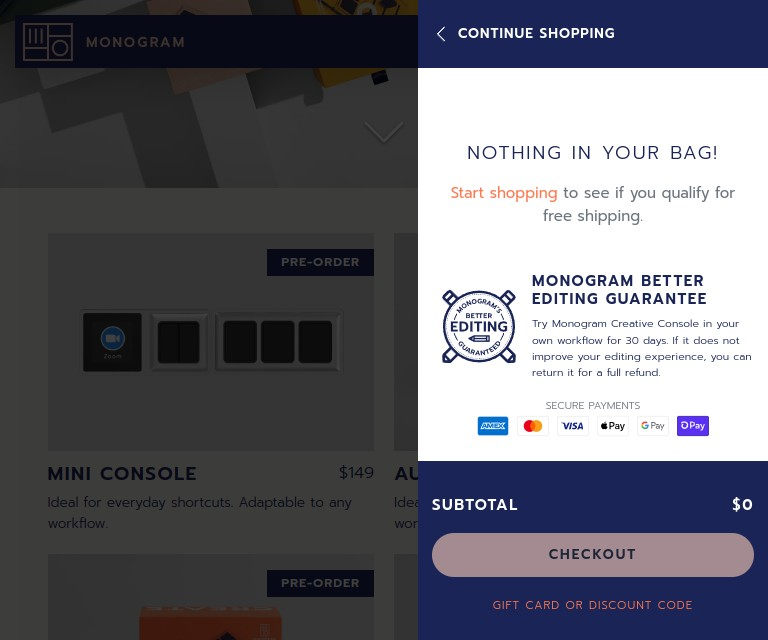 MONOGRAM
CONTINUE SHOPPING
NOTHING IN YOUR BAG!
Start shopping to see if you qualify for
free shipping.
MONOGRAM'S
BETTER
EDITING
GUARANTEED
MONOGRAM BETTER
EDITING GUARANTEE
Try Monogram Creative Console in your
own workflow for 30 days. If it does not
improve your editing experience, you can
return it for a full refund.
SECURE PAYMENTS
AMEX
VISA
Pay
G Pay
Pay
SUBTOTAL $0
CHECKOUT
GIFT CARD OR DISCOUNT CODE
PRE-ORDER
Zoom
MINI CONSOLE $149
Ideal for everyday shortcuts. Adaptable to any
workflow.
AU
Idea
wor
PRE-ORDER